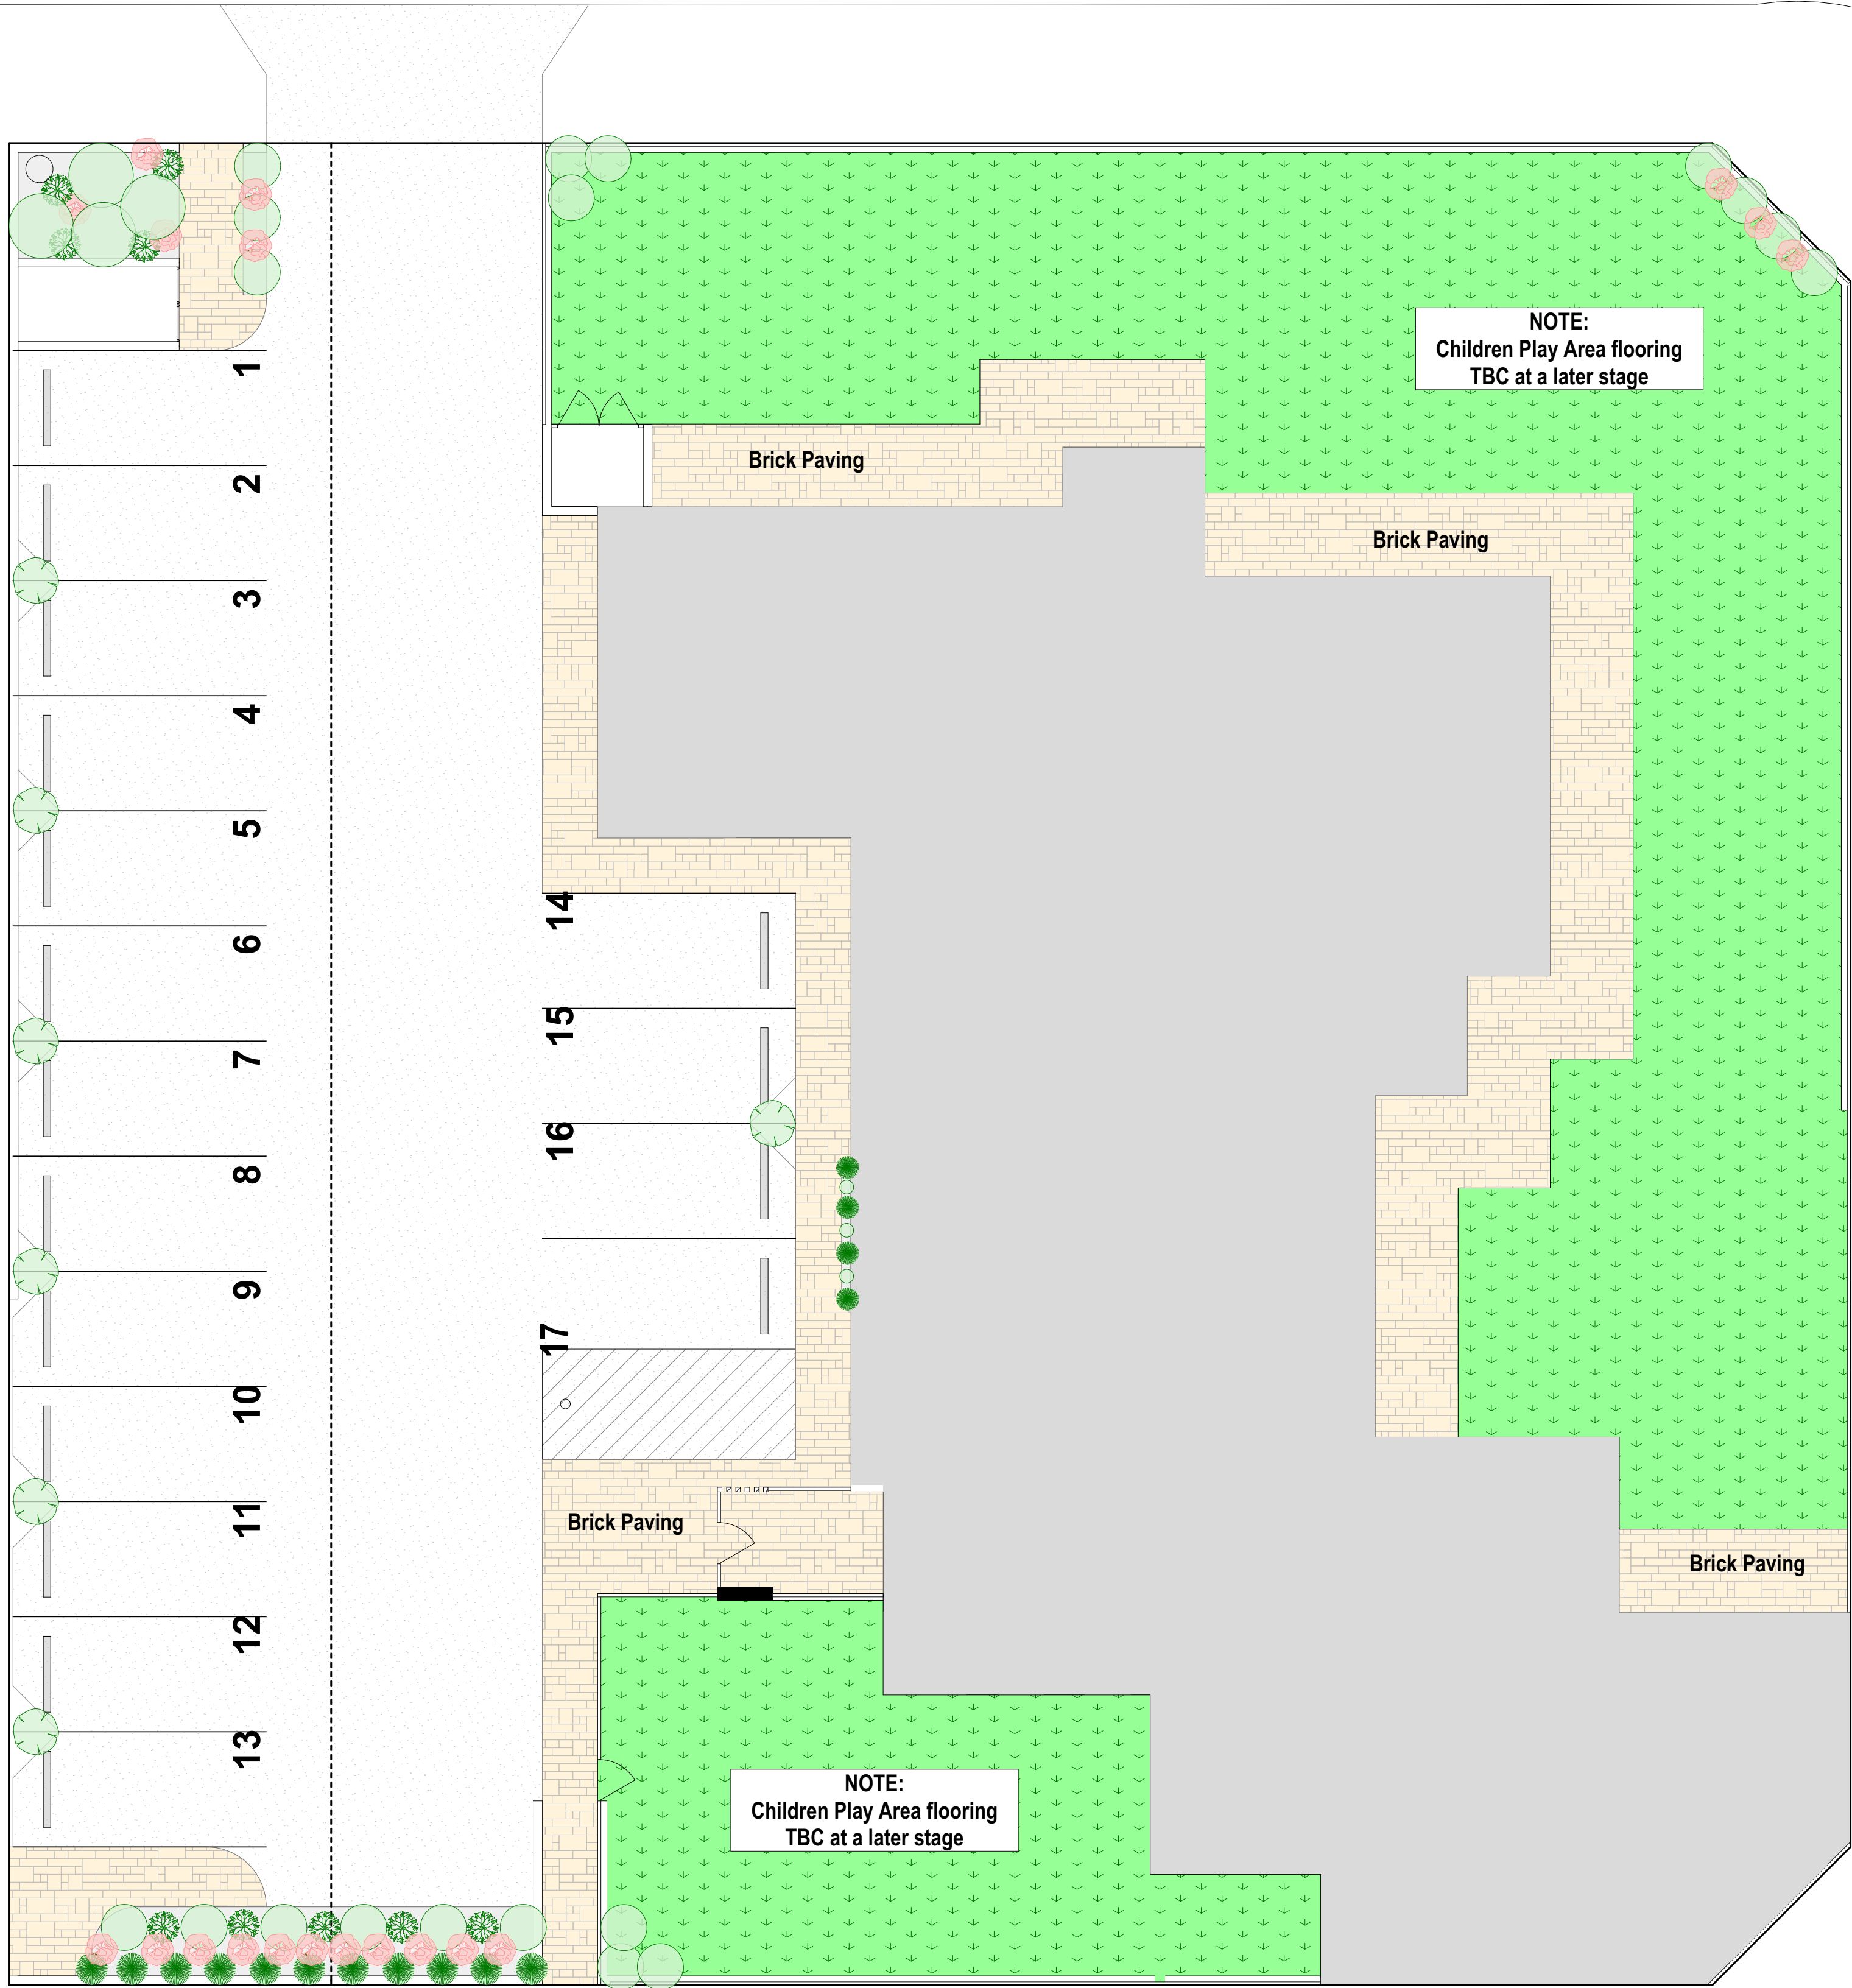 NOTE:
Children Play Area flooring
TBC at a later stage
1
Brick Paving
2
Brick Paving
3
4
5
14
6
15
7
16
8
9
17
10
11
Brick Paving
Brick Paving
12
13
NOTE:
Children Play Area flooring
TBC at a later stage